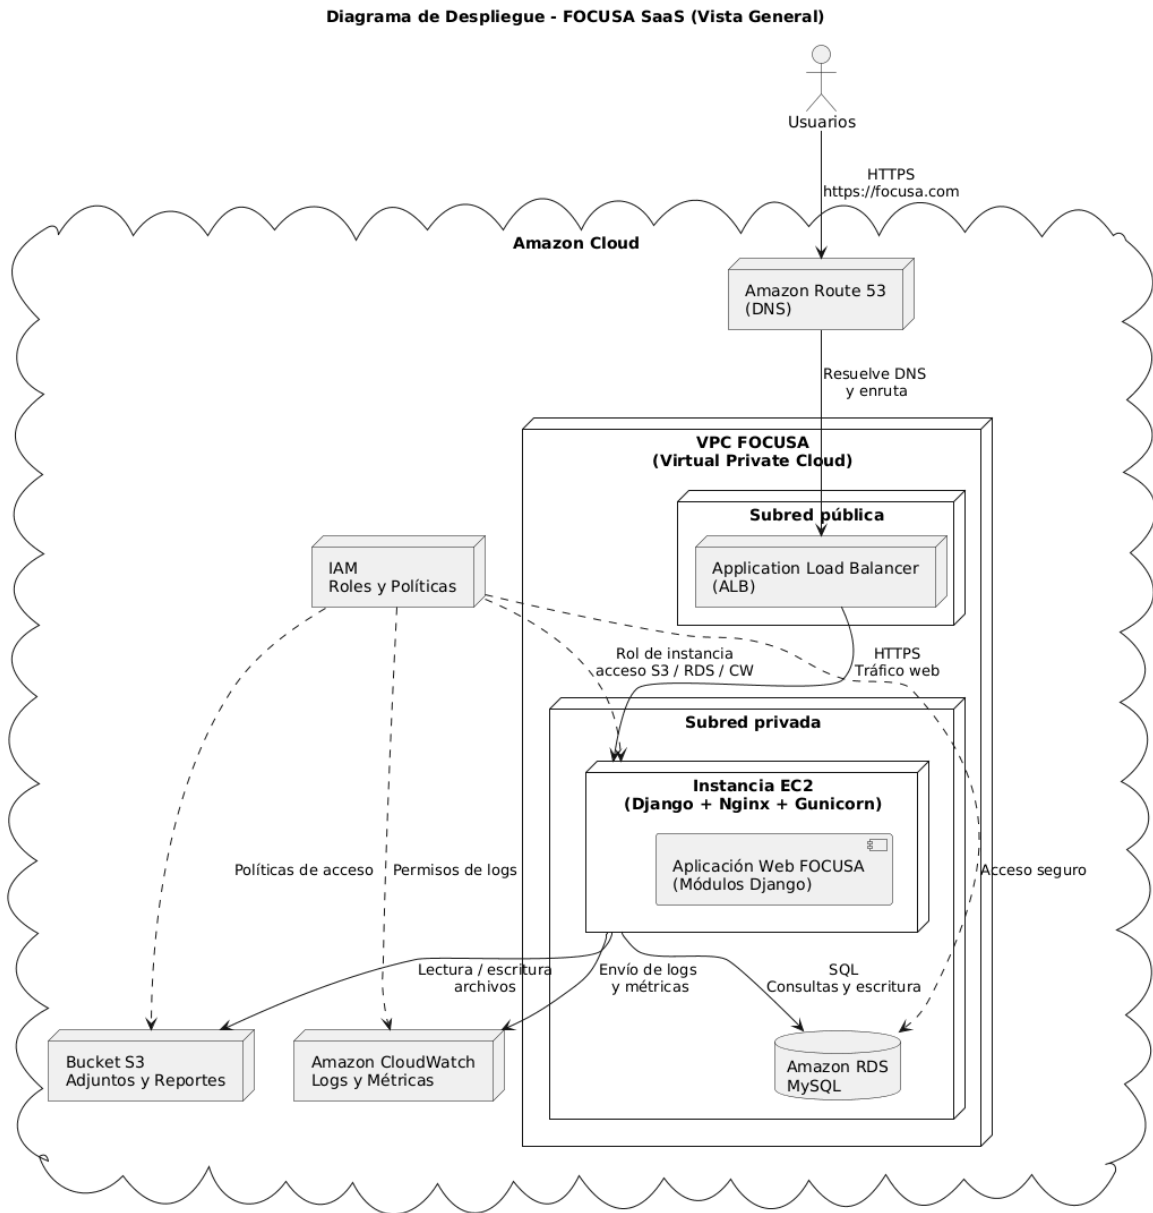 Diagrama de Despliegue - FOCUSA SaaS (Vista General)
Usuarios
HTTPS
https://focusa.com
Amazon Cloud
Amazon Route 53
(DNS)
Resuelve DNS
y enruta
VPC FOCUSA
(Virtual Private Cloud)
Subred pública
Application Load Balancer
(ALB)
IAM
Roles y Políticas
Rol de instancia
acceso S3 / RDS / CW
HTTPS
Tráfico web
Subred privada
Instancia EC2
(Django + Nginx + Gunicorn)
Aplicación Web FOCUSA
(Módulos Django)
Políticas de acceso
Permisos de logs
Acceso seguro
Lectura / escritura
archivos
Envío de logs
y métricas
SQL
Consultas y escritura
Bucket S3
Adjuntos y Reportes
Amazon CloudWatch
Logs y Métricas
Amazon RDS
MySQL